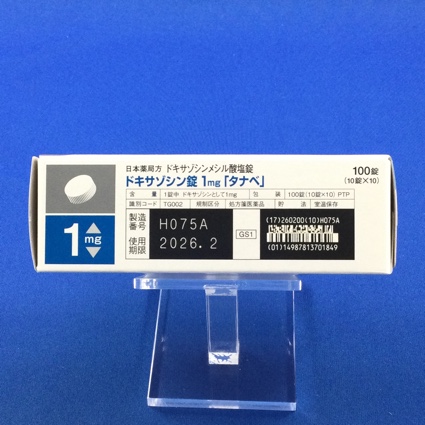 日本薬局方 ドキサゾシンメシル酸塩錠
ドキサゾシン錠 1mg「タナベ」
100錠
(10錠×10)
含 量 1錠中 ドキサゾシンとして1mg 包 装 100錠(10錠×10) PTP
識別コード TG002 規制区分 処方箋医薬品 貯 法 室温保存
1mg
製造番号 H075A
使用期限 2026.2
GS1
(17)260200(10)H075A
(01)14987813701849